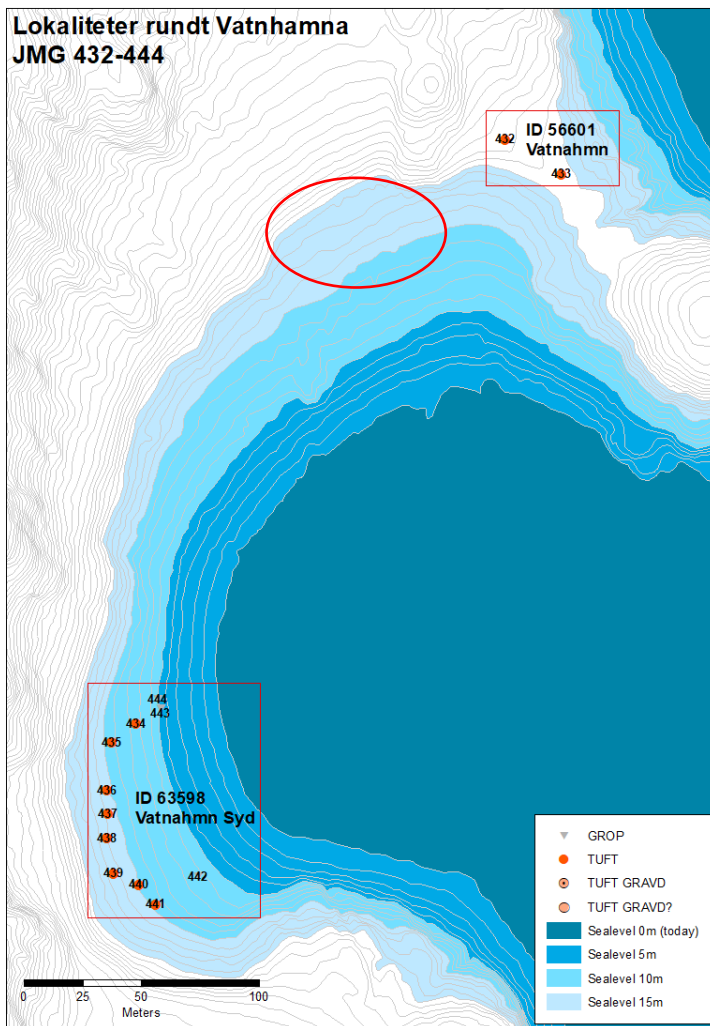 Lokaliteter rundt Vatnhamna
JMG 432-444
432
ID 56601
Vatnahmn
433
444
443
434
435
436
ID 63598
Vatnahmn Syd
437
438
439
440
442
441
0 25 50 100
Meters
GROP
TUFT
TUFT GRAVD
TUFT GRAVD?
Sealevel 0m (today)
Sealevel 5m
Sealevel 10m
Sealevel 15m